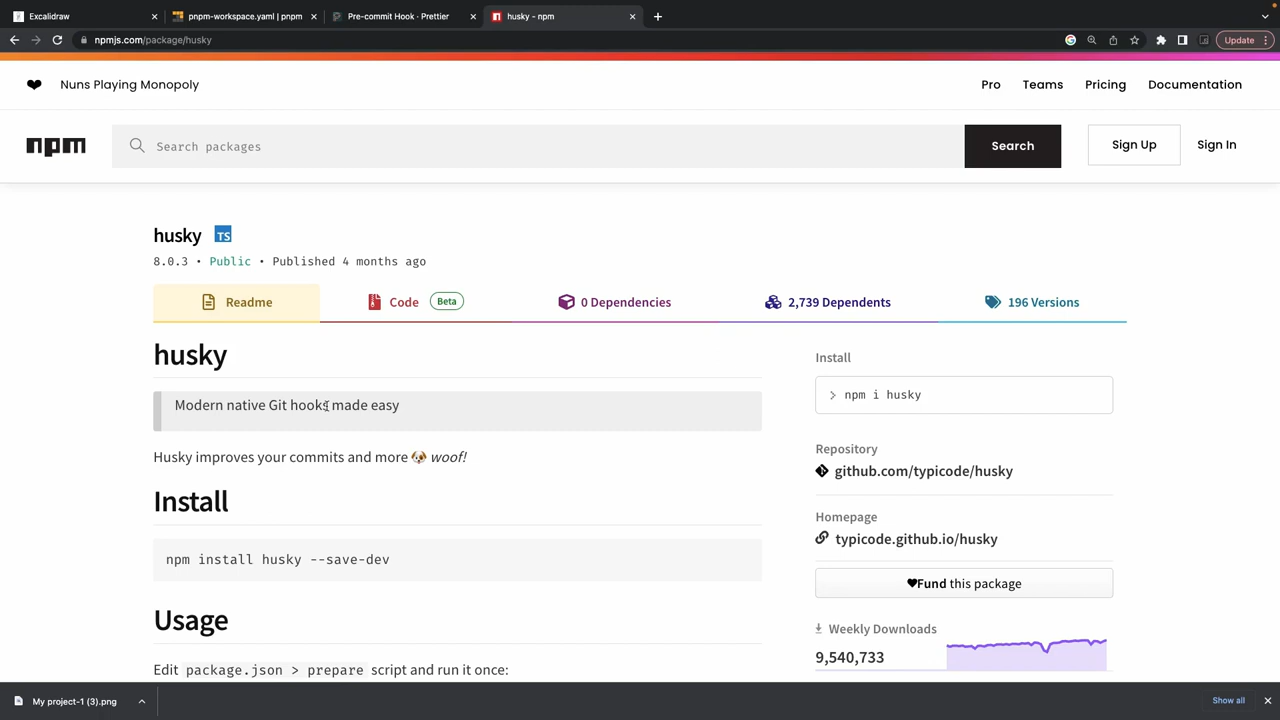 Excalidraw
pnpm-workspace.yaml | pnpm
Pre-commit Hook · Prettier
husky - npm
npmjs.com/package/husky
Update
❤ Nuns Playing Monopoly
Pro
Teams
Pricing
Documentation
npm
Search packages
Search
Sign Up
Sign In
husky TS
8.0.3 • Public • Published 4 months ago
Readme
Code Beta
0 Dependencies
2,739 Dependents
196 Versions
husky
Modern native Git hooks made easy
Husky improves your commits and more 🐶 woof!
Install
npm install husky --save-dev
Usage
Edit package.json > prepare script and run it once:
Install
> npm i husky
Repository
github.com/typicode/husky
Homepage
typicode.github.io/husky
❤Fund this package
Weekly Downloads
9,540,733
My project-1 (3).png
Show all